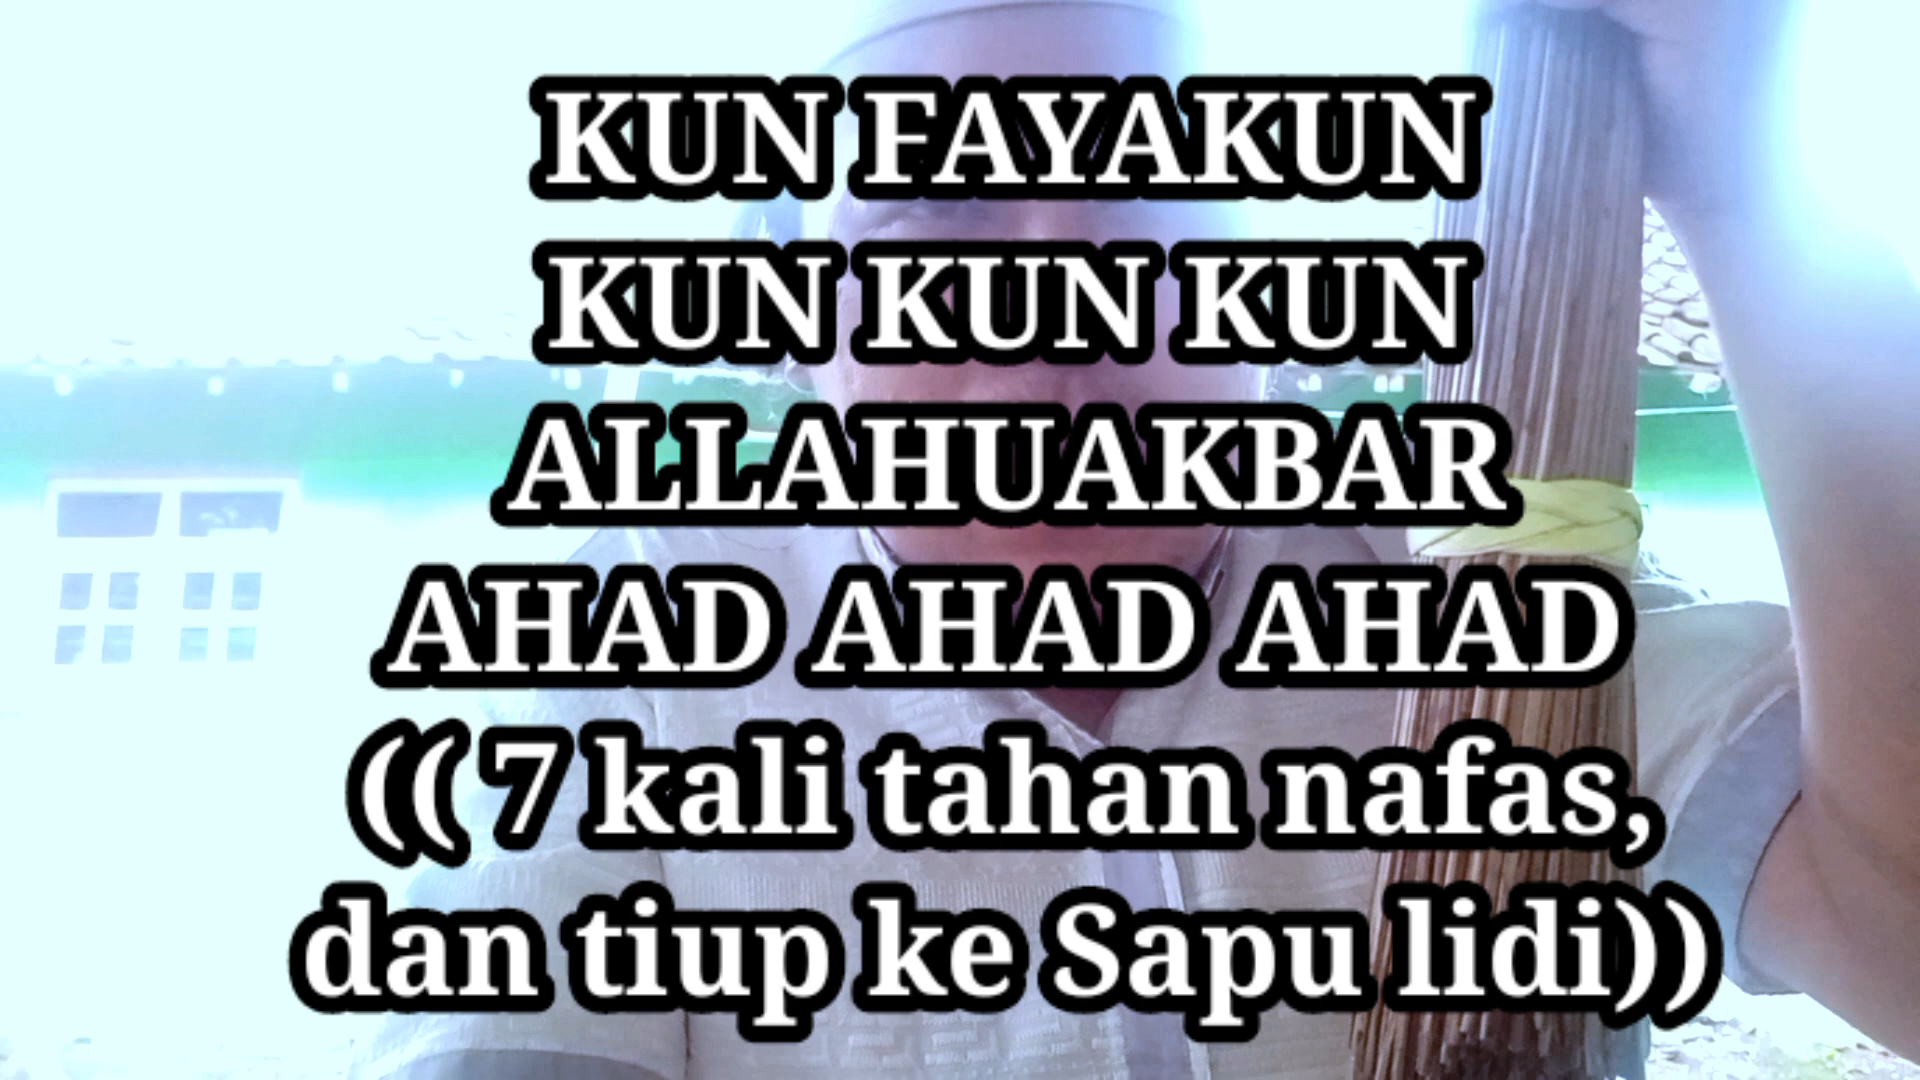 KUN FAYAKUN
KUN KUN KUN
ALLAHUAKBAR
AHAD AHAD AHAD
(( 7 kali tahan nafas,
dan tiup ke Sapu lidi))